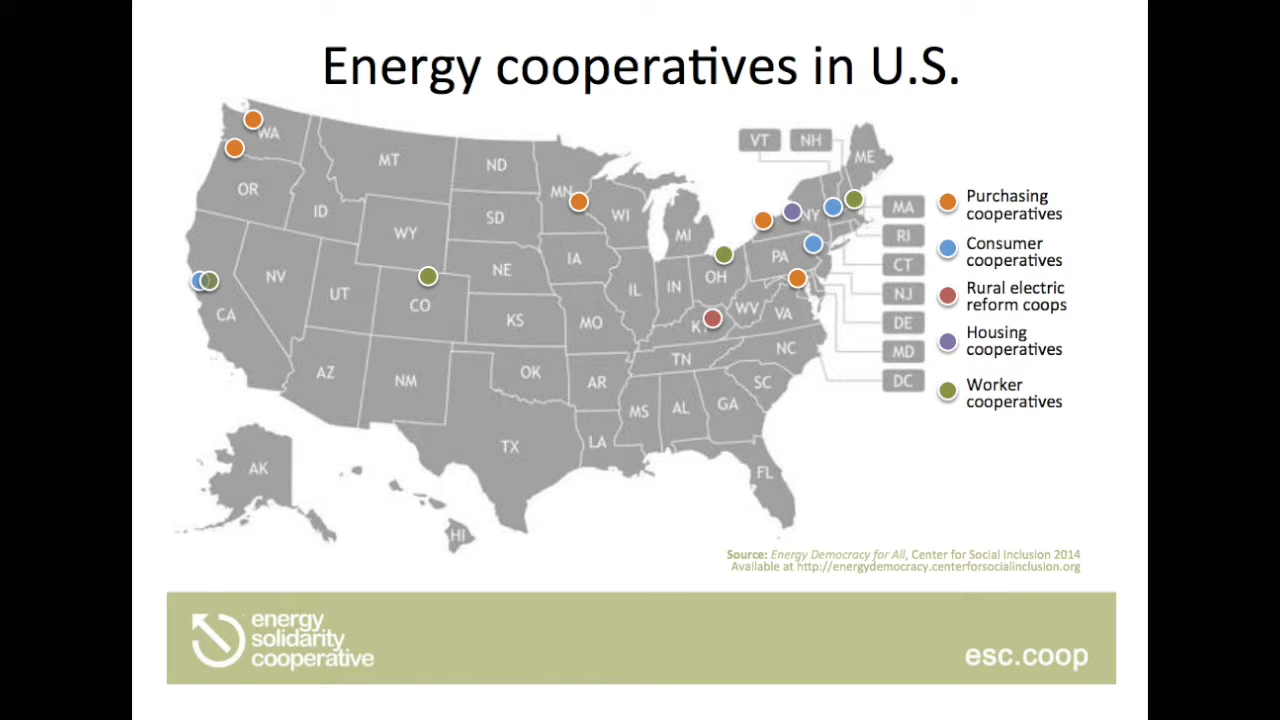 Energy cooperatives in U.S.
WA
OR
ID
MT
ND
MN
SD
WY
NV
CA
UT
CO
NE
KS
IA
WI
MI
IL
IN
OH
MO
AZ
NM
OK
TX
AR
LA
MS
AL
GA
TN
SC
NC
VA
WV
PA
NY
ME
FL
AK
HI
VT
NH
MA
RI
CT
NJ
DE
MD
DC
Purchasing
cooperatives
Consumer
cooperatives
Rural electric
reform coops
Housing
cooperatives
Worker
cooperatives
Source: Energy Democracy for All, Center for Social Inclusion 2014
Available at http://energydemocracy.centerforsocialinclusion.org
energy
solidarity
cooperative
esc.coop